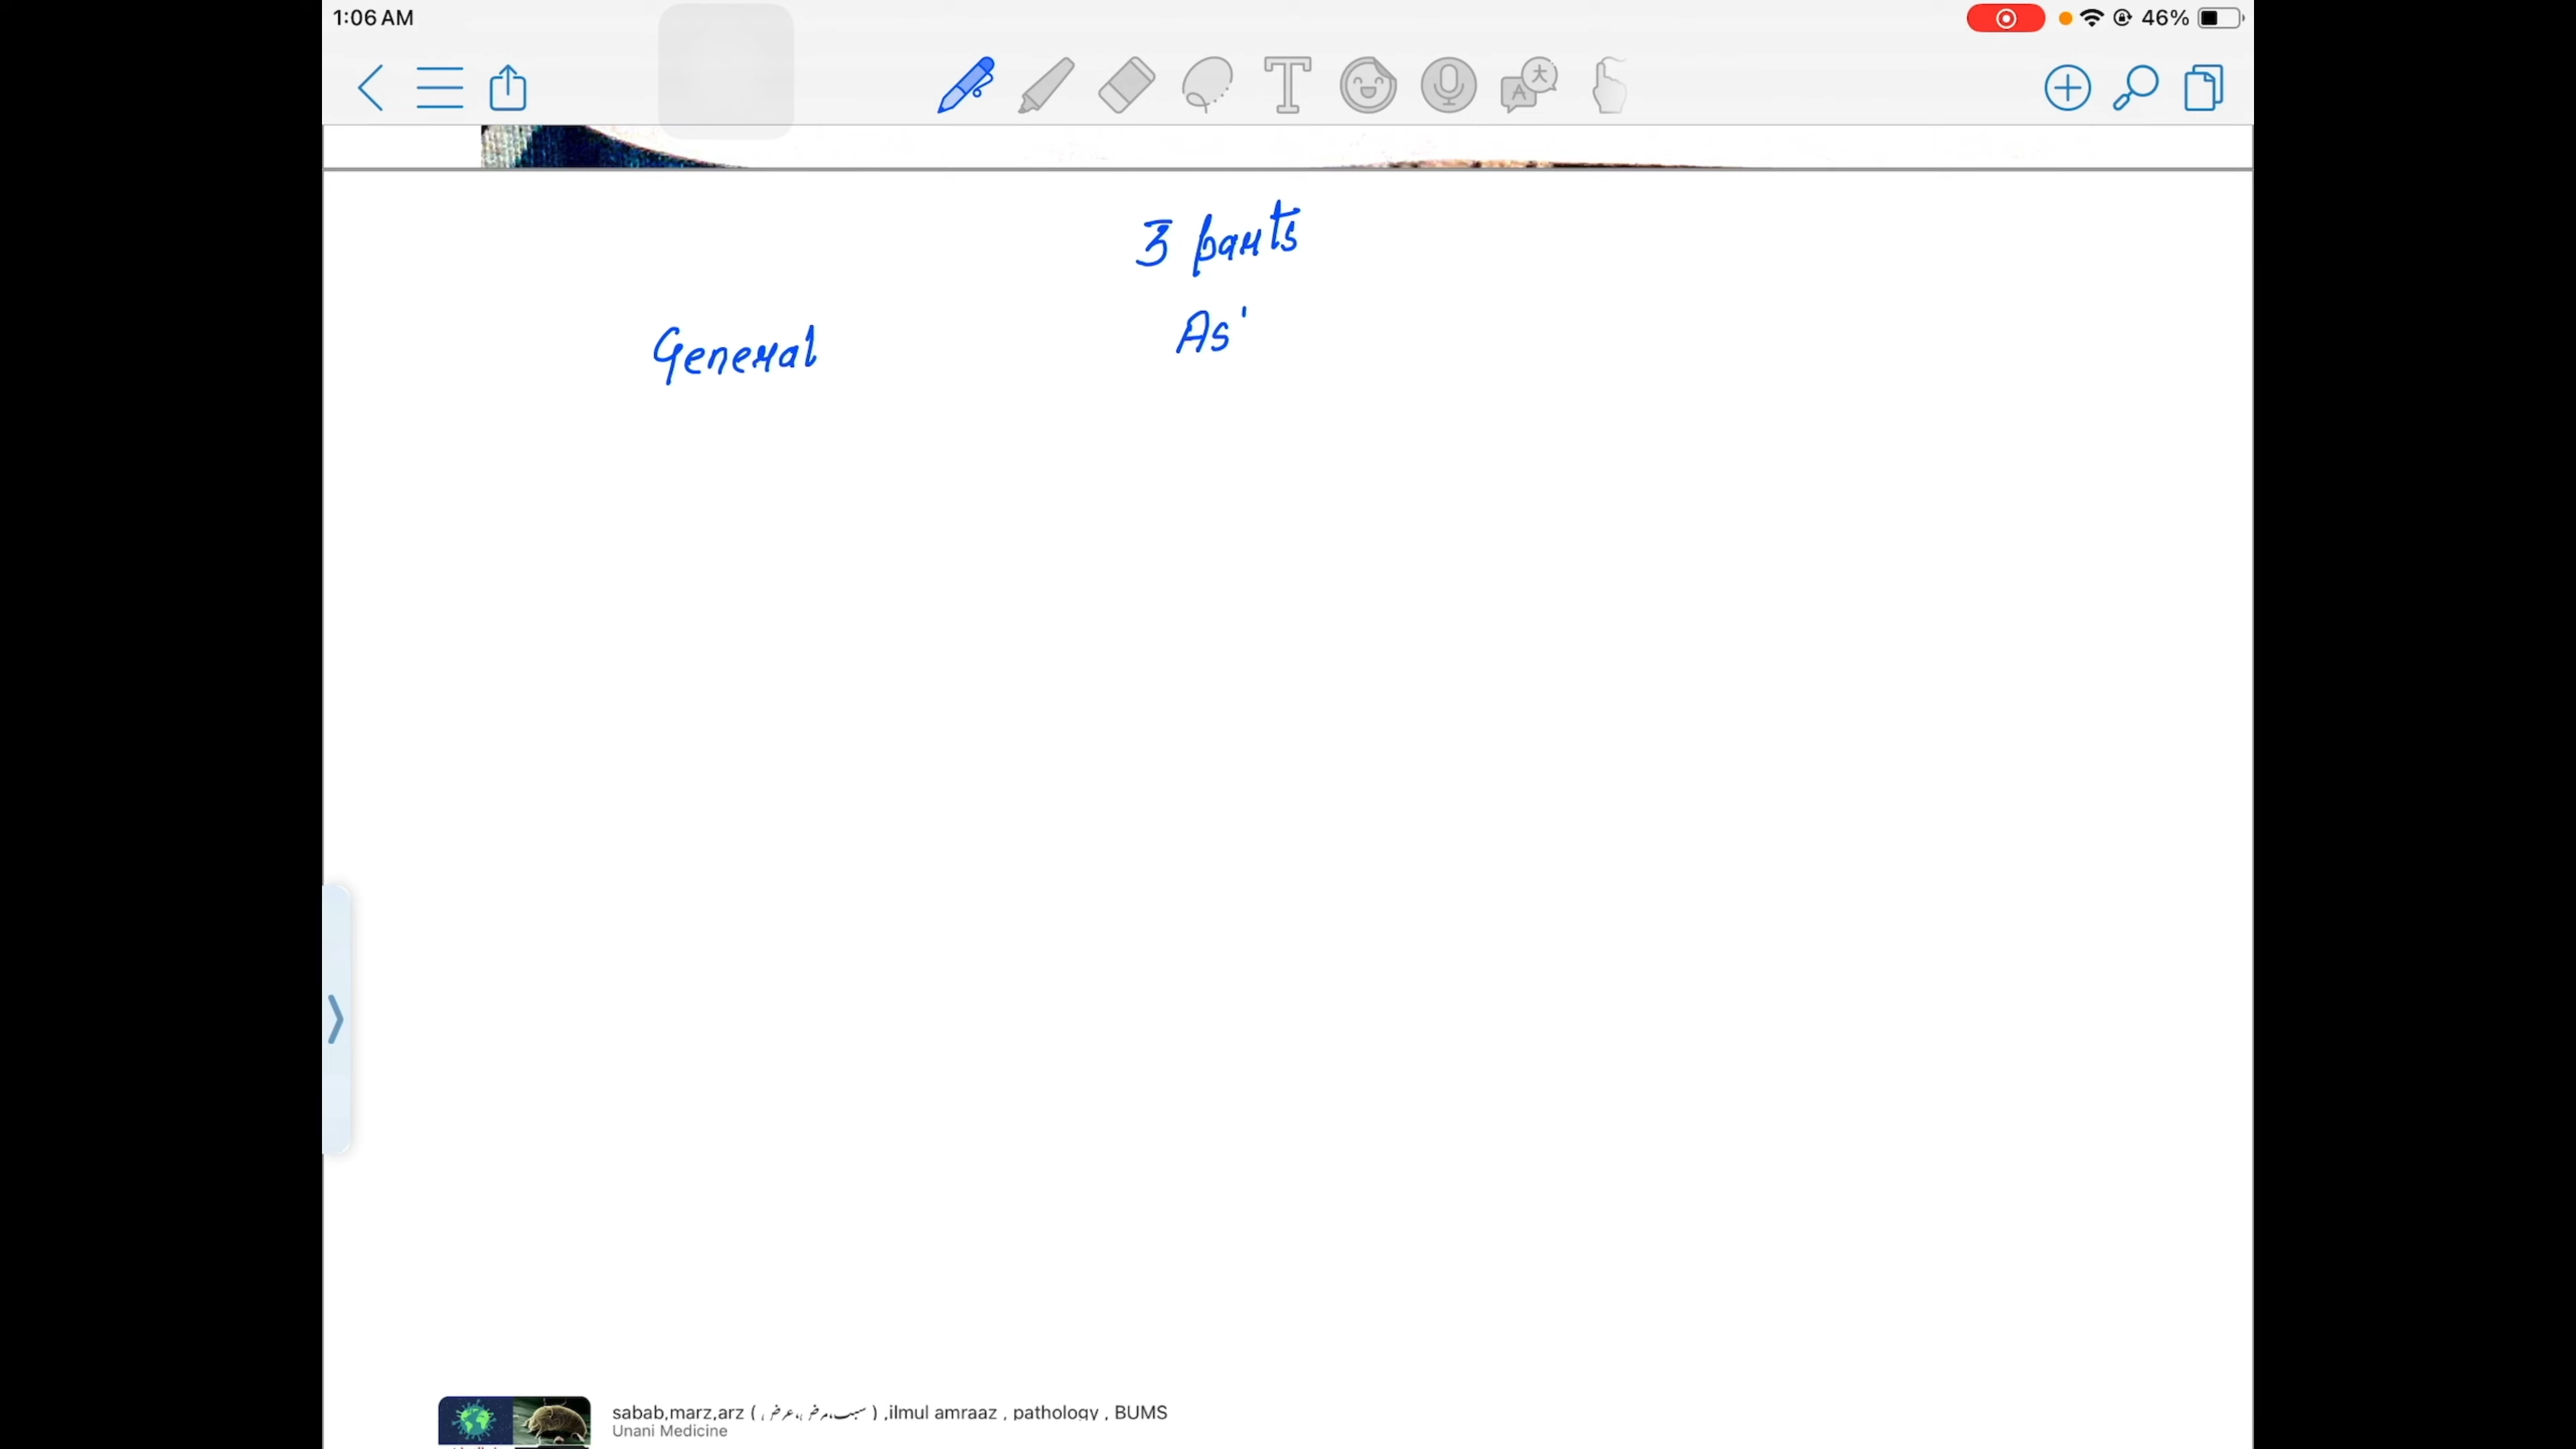 1:06 AM
46%
3 parts
General
As'
sabab,marz,arz ( سبب،مرض،عرض ) ,ilmul amraaz , pathology , BUMS
Unani Medicine